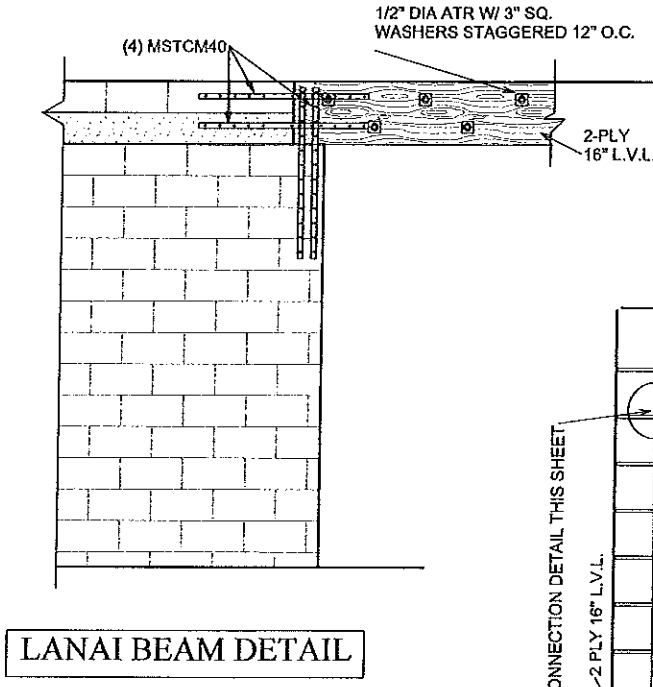 1/2" DIA ATR W/ 3" SQ.
WASHERS STAGGERED 12" O.C.
(4) MSTCM40
2-PLY
16" L.V.L.
ONNECTION DETAIL THIS SHEET
2 PLY 16" L.V.L.
LANAI BEAM DETAIL